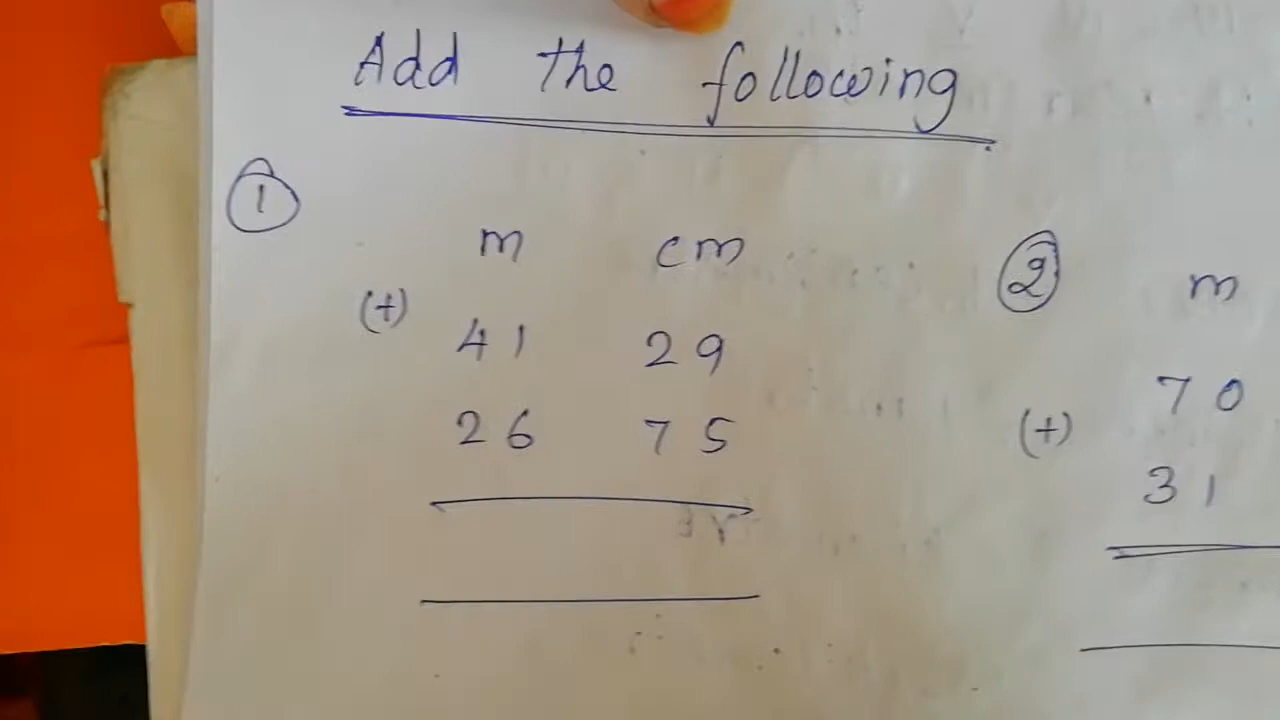 Add the following
1
m cm
(+)
41 29
26 75
2
m
70
(+)
31